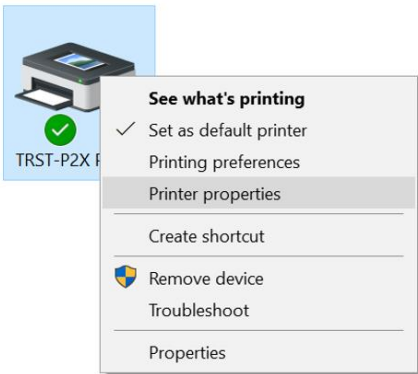 See what's printing
Set as default printer
TRST-P2X
Printing preferences
Printer properties
Create shortcut
Remove device
Troubleshoot
Properties